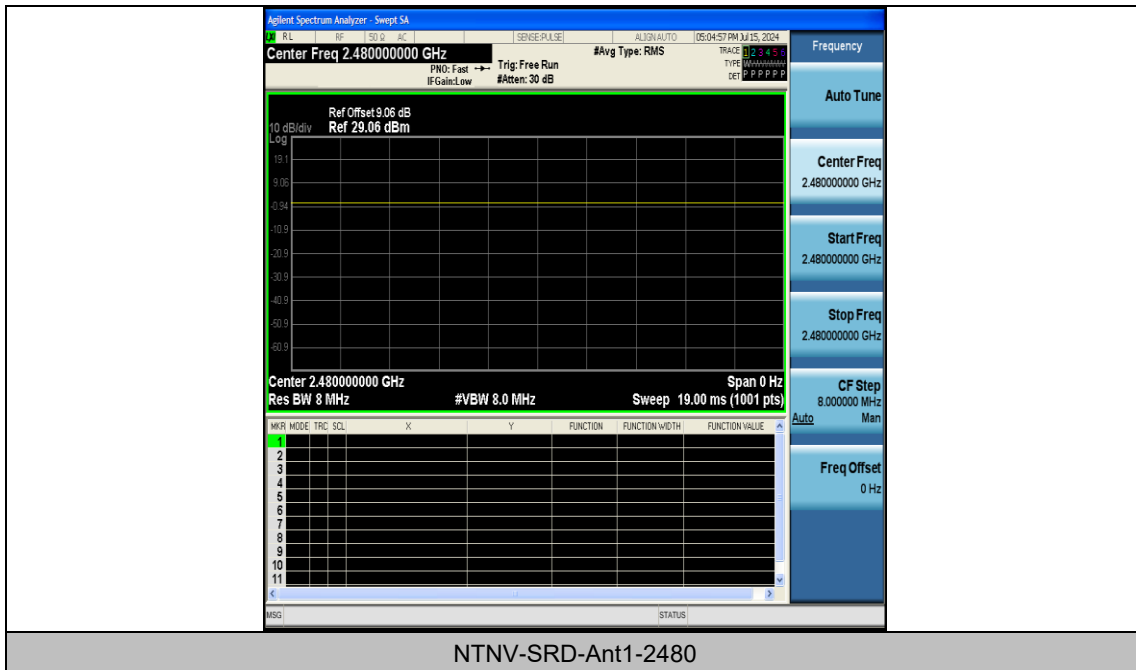 Agilent Spectrum Analyzer - Swept SA
RL RF 50 Ω AC SENSE:PULSE ALIGN AUTO 05:04:57 PM Jul 15, 2024
Center Freq 2.480000000 GHz #Avg Type: RMS TRACE 1 2 3 4 5 6
PNO: Fast Trig: Free Run TYPE
IFGain:Low #Atten: 30 dB DET P P P P P P
Ref Offset 9.06 dB
10 dB/div Ref 29.06 dBm
Log
19.1
9.06
-0.94
-10.9
-20.9
-30.9
-40.9
-50.9
-60.9
Center 2.480000000 GHz Span 0 Hz
Res BW 8 MHz #VBW 8.0 MHz Sweep 19.00 ms (1001 pts)
MKR MODE TRC SCL X Y FUNCTION FUNCTION WIDTH FUNCTION VALUE
1
2
3
4
5
6
7
8
9
10
11
MSG STATUS
Frequency
Auto Tune
Center Freq
2.480000000 GHz
Start Freq
2.480000000 GHz
Stop Freq
2.480000000 GHz
CF Step
8.000000 MHz
Auto Man
Freq Offset
0 Hz
NTNV-SRD-Ant1-2480